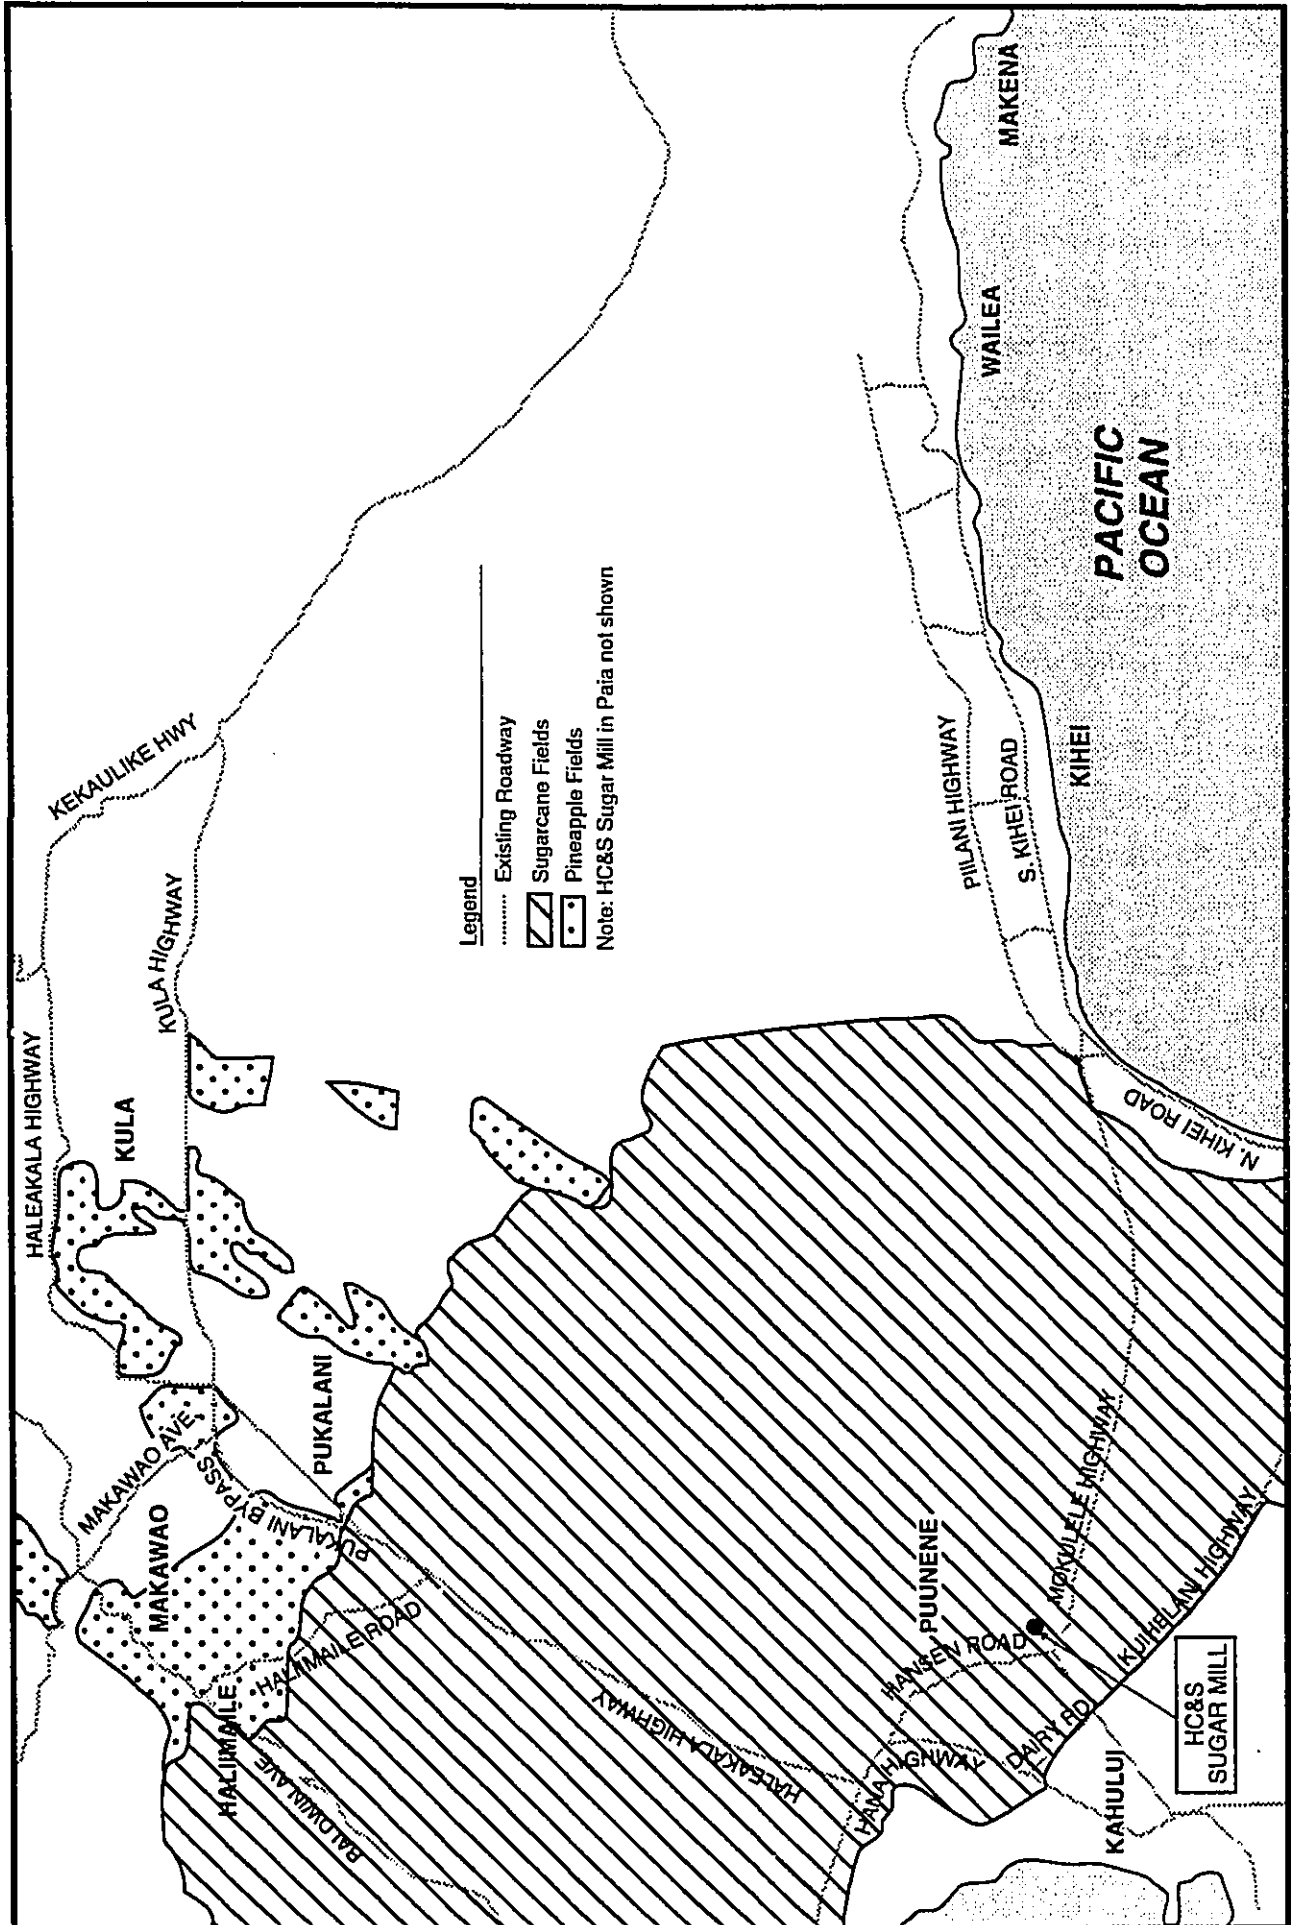 MAKENA
WAILEA
PACIFIC
OCEAN
KIHEI
PIILANI HIGHWAY
S. KIHEI ROAD
N. KIHEI ROAD
KEKAULIKE HWY
KULA HIGHWAY
HALEAKALA HIGHWAY
KULA
Legend
Existing Roadway
Sugarcane Fields
Pineapple Fields
Note: HC&S Sugar Mill in Paia not shown
PUKALANI
MAKAWAO AVE
PUKALANI BYPASS
MAKAWAO
HALIIMAILE ROAD
HALIIMAILE
BALDWIN AVE
HALEAKALA HIGHWAY
HANA HIGHWAY
HANSEN ROAD
PUUNENE
MOKULELE HIGHWAY
KUIHELANI HIGHWAY
DAIRY RD
KAHULUI
HC&S
SUGAR MILL